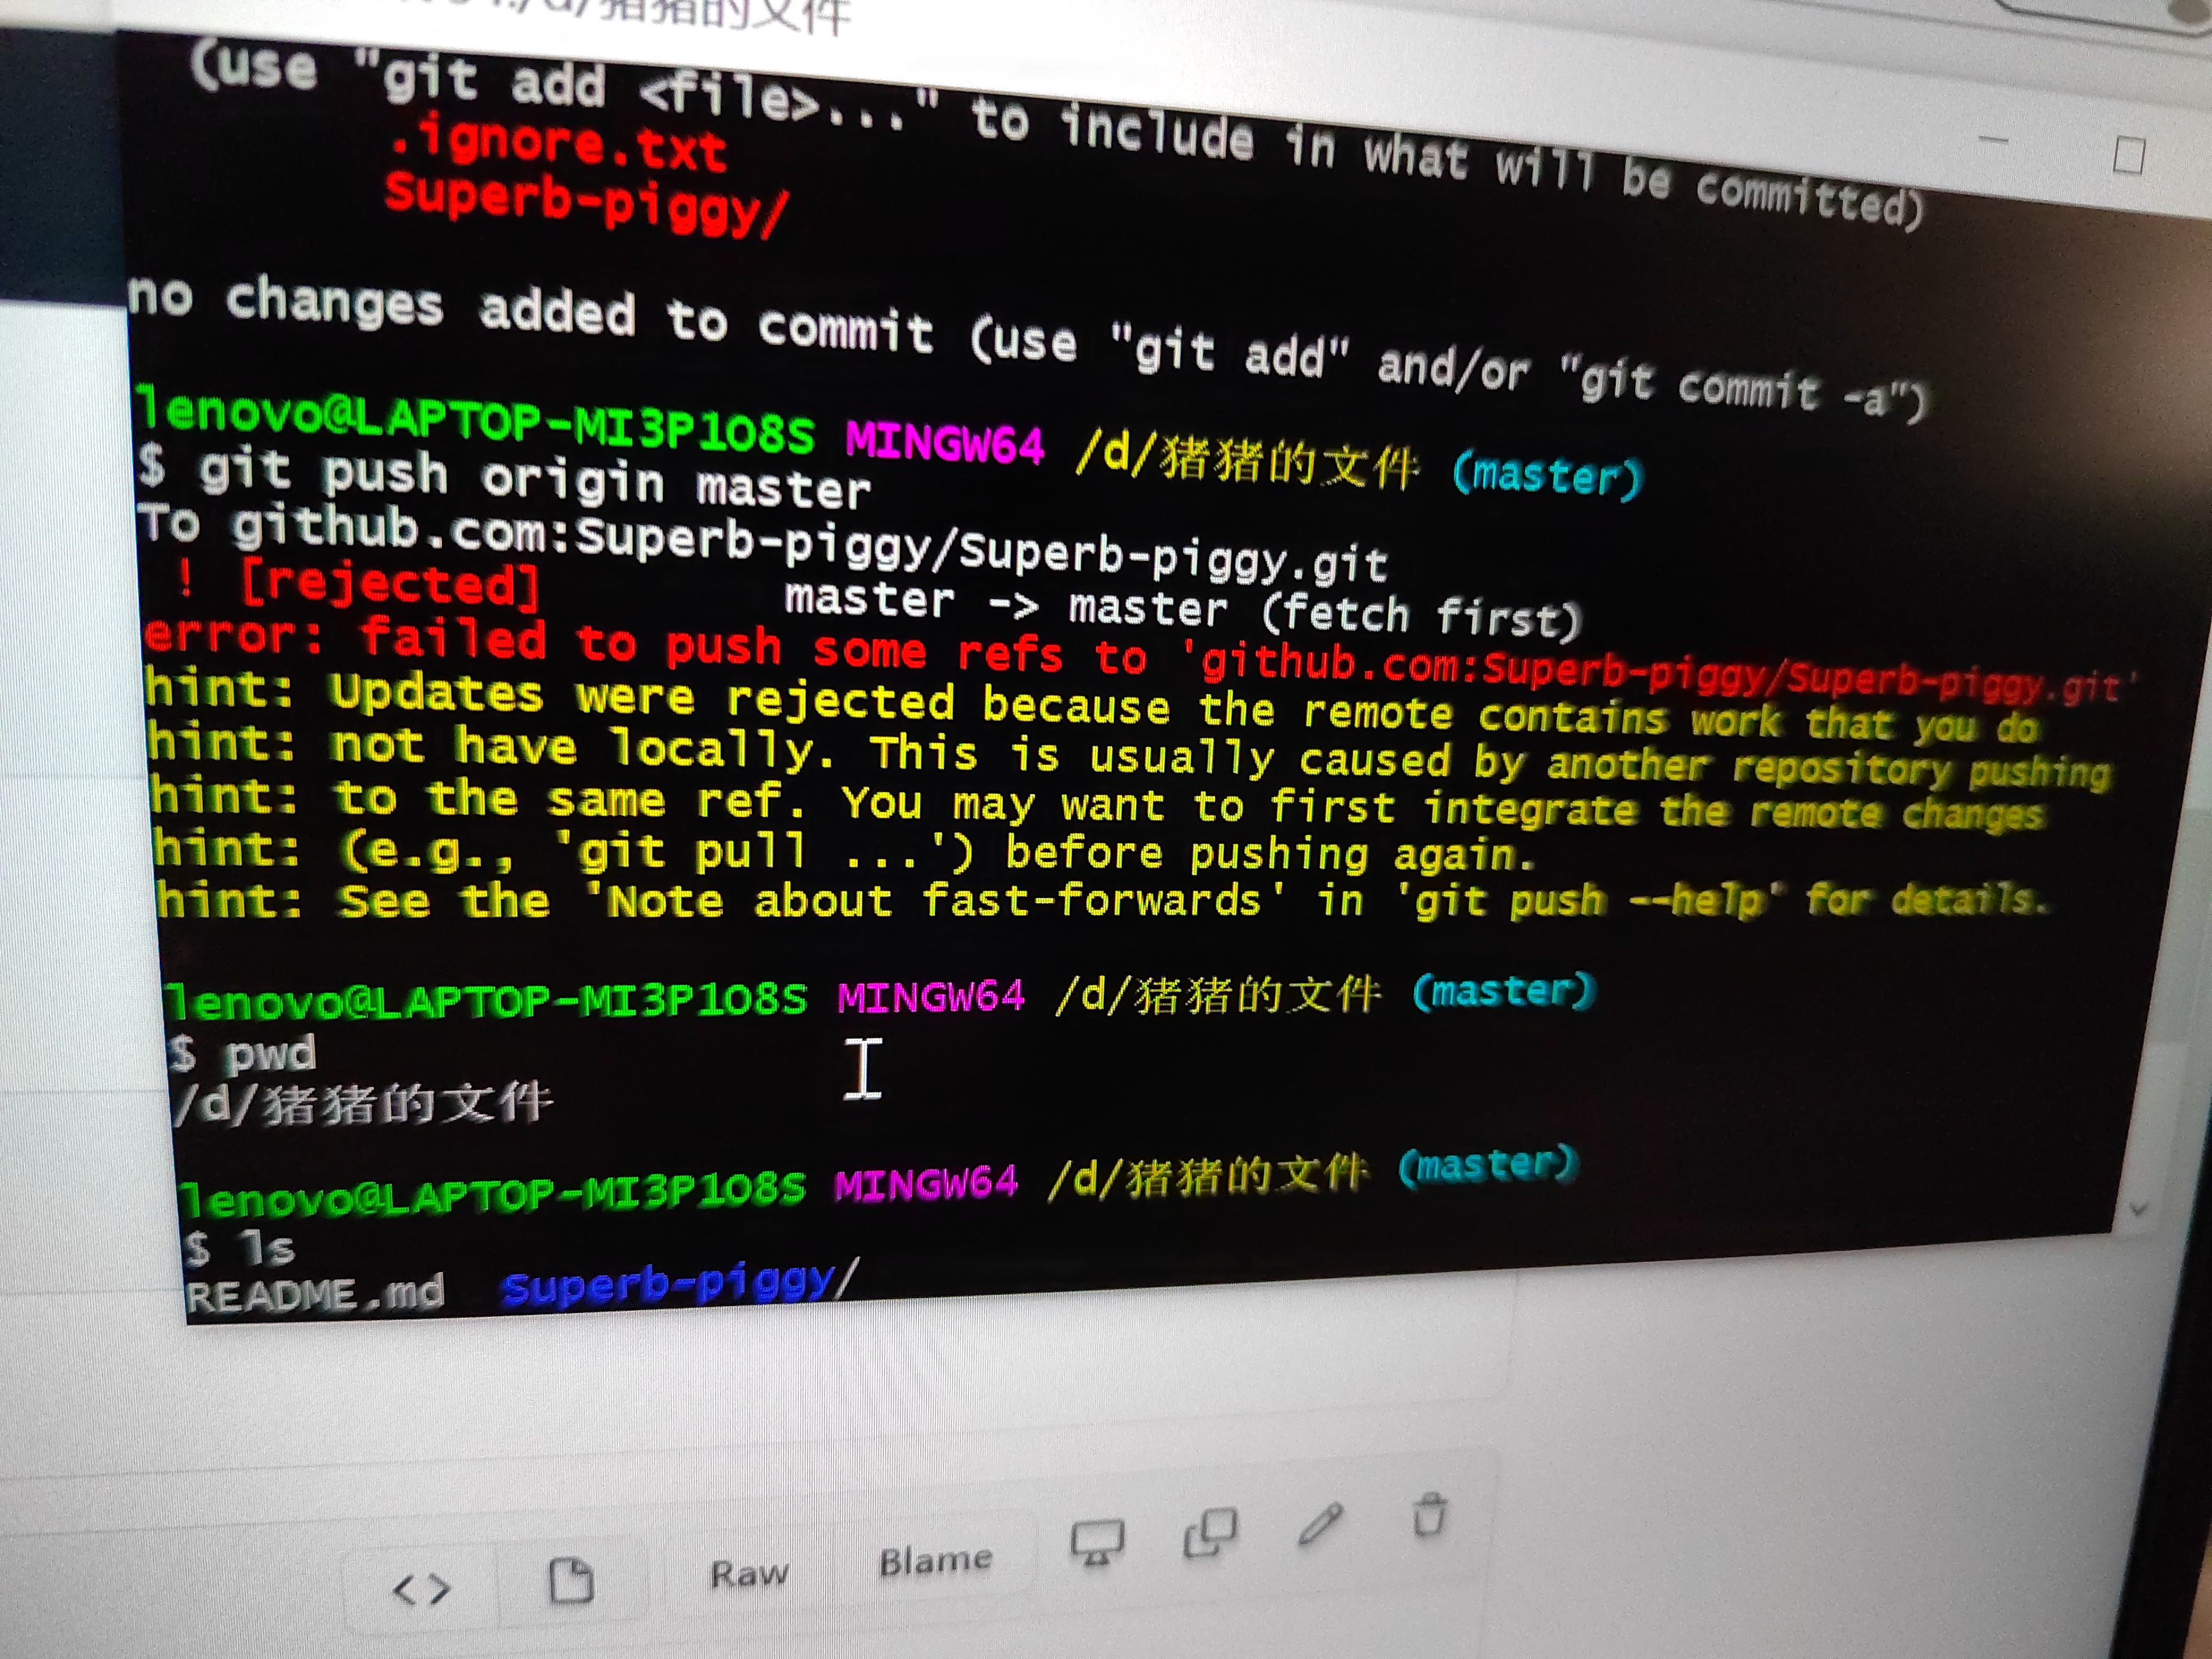 /d/猪猪的文件
(use "git add <file>..." to include in what will be committed)
.ignore.txt
Superb-piggy/
no changes added to commit (use "git add" and/or "git commit -a")
lenovo@LAPTOP-MI3P108S MINGW64 /d/猪猪的文件 (master)
$ git push origin master
To github.com:Superb-piggy/Superb-piggy.git
! [rejected] master -> master (fetch first)
error: failed to push some refs to 'github.com:Superb-piggy/Superb-piggy.git'
hint: Updates were rejected because the remote contains work that you do
hint: not have locally. This is usually caused by another repository pushing
hint: to the same ref. You may want to first integrate the remote changes
hint: (e.g., 'git pull ...') before pushing again.
hint: See the 'Note about fast-forwards' in 'git push --help' for details.
lenovo@LAPTOP-MI3P108S MINGW64 /d/猪猪的文件 (master)
$ pwd
/d/猪猪的文件
lenovo@LAPTOP-MI3P108S MINGW64 /d/猪猪的文件 (master)
$ ls
README.md Superb-piggy/
Raw Blame